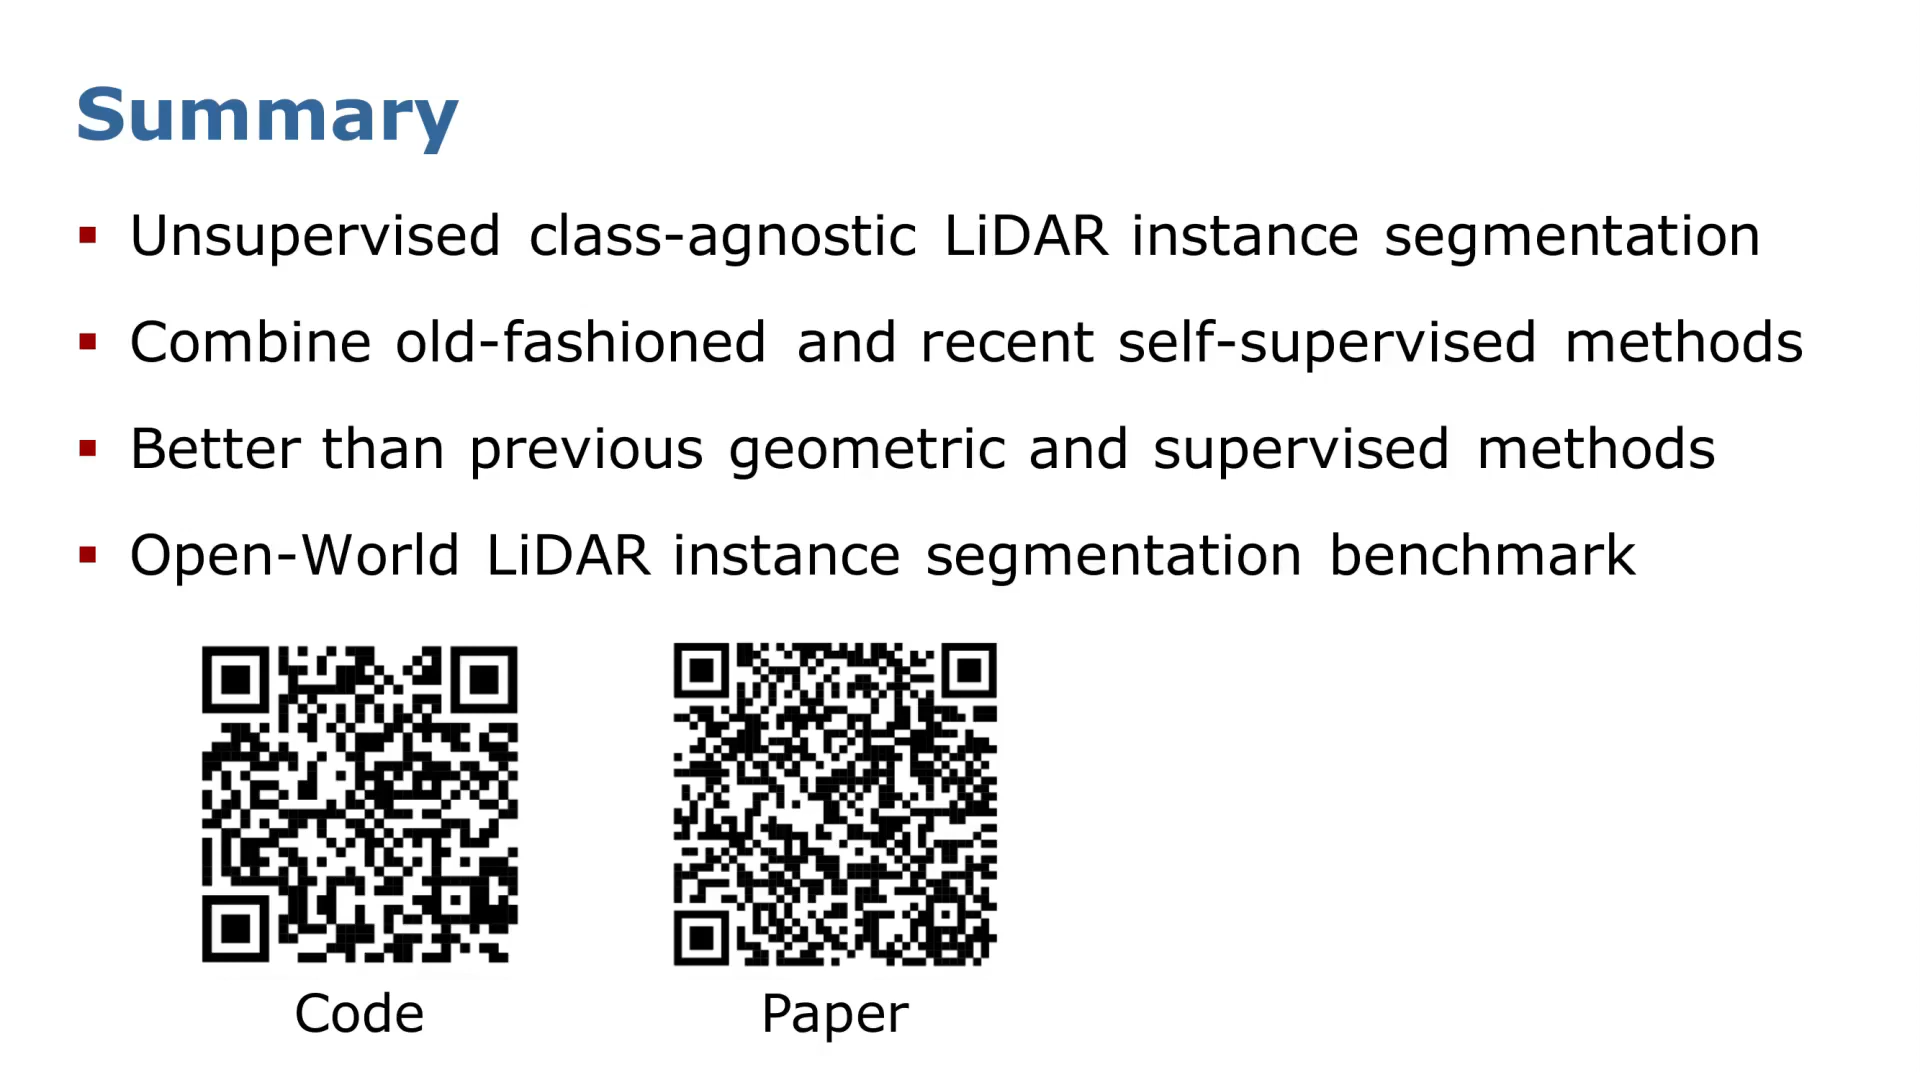 Summary
Unsupervised class-agnostic LiDAR instance segmentation
Combine old-fashioned and recent self-supervised methods
Better than previous geometric and supervised methods
Open-World LiDAR instance segmentation benchmark
Code
Paper